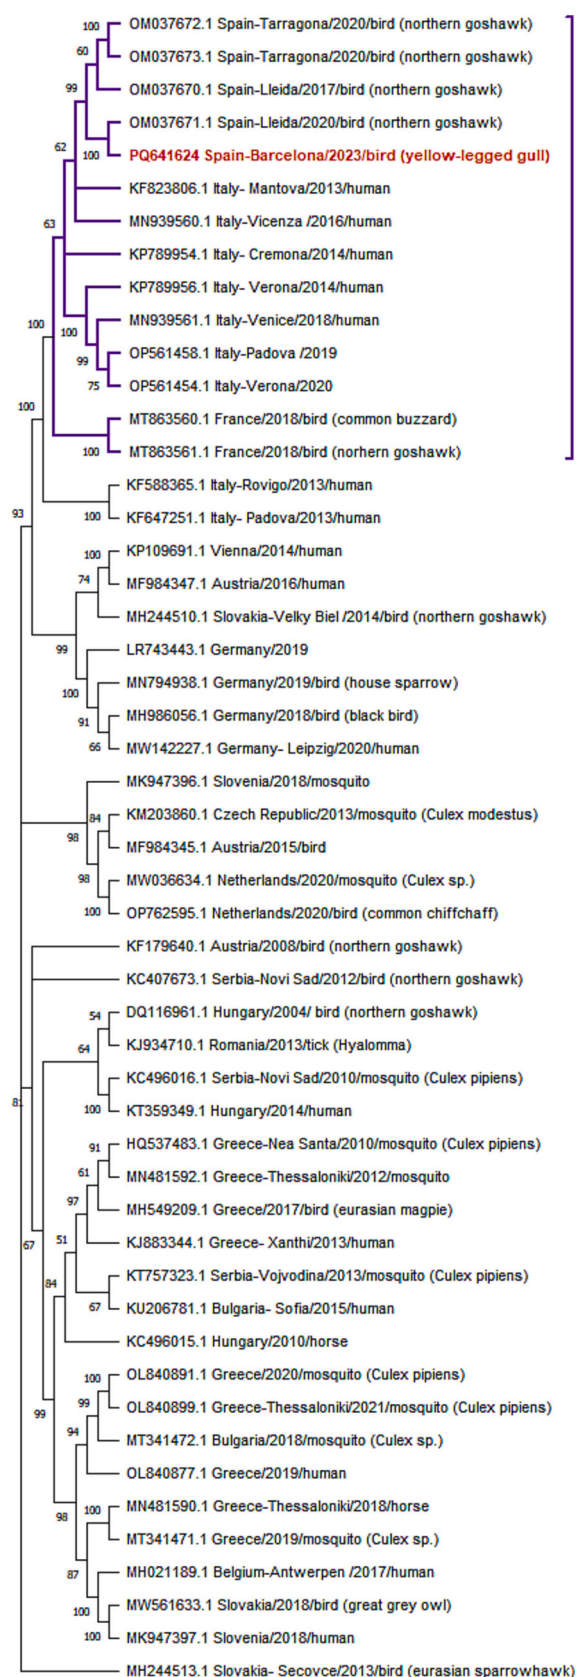 100 OM037672.1 Spain-Tarragona/2020/bird (northern goshawk)
60
OM037673.1 Spain-Tarragona/2020/bird (northern goshawk)
99
OM037670.1 Spain-Lleida/2017/bird (northern goshawk)
OM037671.1 Spain-Lleida/2020/bird (northern goshawk)
62
100 PQ641624 Spain-Barcelona/2023/bird (yellow-legged gull)
KF823806.1 Italy- Mantova/2013/human
63
MN939560.1 Italy-Vicenza /2016/human
KP789954.1 Italy- Cremona/2014/human
KP789956.1 Italy- Verona/2014/human
100
100
MN939561.1 Italy-Venice/2018/human
99 OP561458.1 Italy-Padova /2019
75 OP561454.1 Italy-Verona/2020
100
MT863560.1 France/2018/bird (common buzzard)
100 MT863561.1 France/2018/bird (norhern goshawk)
KF588365.1 Italy-Rovigo/2013/human
93
100 KF647251.1 Italy- Padova/2013/human
100 KP109691.1 Vienna/2014/human
74
MF984347.1 Austria/2016/human
MH244510.1 Slovakia-Velky Biel /2014/bird (northern goshawk)
99
LR743443.1 Germany/2019
100
MN794938.1 Germany/2019/bird (house sparrow)
91 MH986056.1 Germany/2018/bird (black bird)
66 MW142227.1 Germany- Leipzig/2020/human
MK947396.1 Slovenia/2018/mosquito
84 KM203860.1 Czech Republic/2013/mosquito (Culex modestus)
98
MF984345.1 Austria/2015/bird
98 MW036634.1 Netherlands/2020/mosquito (Culex sp.)
100 OP762595.1 Netherlands/2020/bird (common chiffchaff)
KF179640.1 Austria/2008/bird (northern goshawk)
KC407673.1 Serbia-Novi Sad/2012/bird (northern goshawk)
54 DQ116961.1 Hungary/2004/ bird (northern goshawk)
64
KJ934710.1 Romania/2013/tick (Hyalomma)
KC496016.1 Serbia-Novi Sad/2010/mosquito (Culex pipiens)
81
100 KT359349.1 Hungary/2014/human
91 HQ537483.1 Greece-Nea Santa/2010/mosquito (Culex pipiens)
61
MN481592.1 Greece-Thessaloniki/2012/mosquito
97
MH549209.1 Greece/2017/bird (eurasian magpie)
51
67
KJ883344.1 Greece- Xanthi/2013/human
84
KT757323.1 Serbia-Vojvodina/2013/mosquito (Culex pipiens)
67 KU206781.1 Bulgaria- Sofia/2015/human
KC496015.1 Hungary/2010/horse
100 OL840891.1 Greece/2020/mosquito (Culex pipiens)
99
99
OL840899.1 Greece-Thessaloniki/2021/mosquito (Culex pipiens)
94
MT341472.1 Bulgaria/2018/mosquito (Culex sp.)
OL840877.1 Greece/2019/human
98
100 MN481590.1 Greece-Thessaloniki/2018/horse
MT341471.1 Greece/2019/mosquito (Culex sp.)
87
MH021189.1 Belgium-Antwerpen /2017/human
100 MW561633.1 Slovakia/2018/bird (great grey owl)
100 MK947397.1 Slovenia/2018/human
MH244513.1 Slovakia- Secovce/2013/bird (eurasian sparrowhawk)